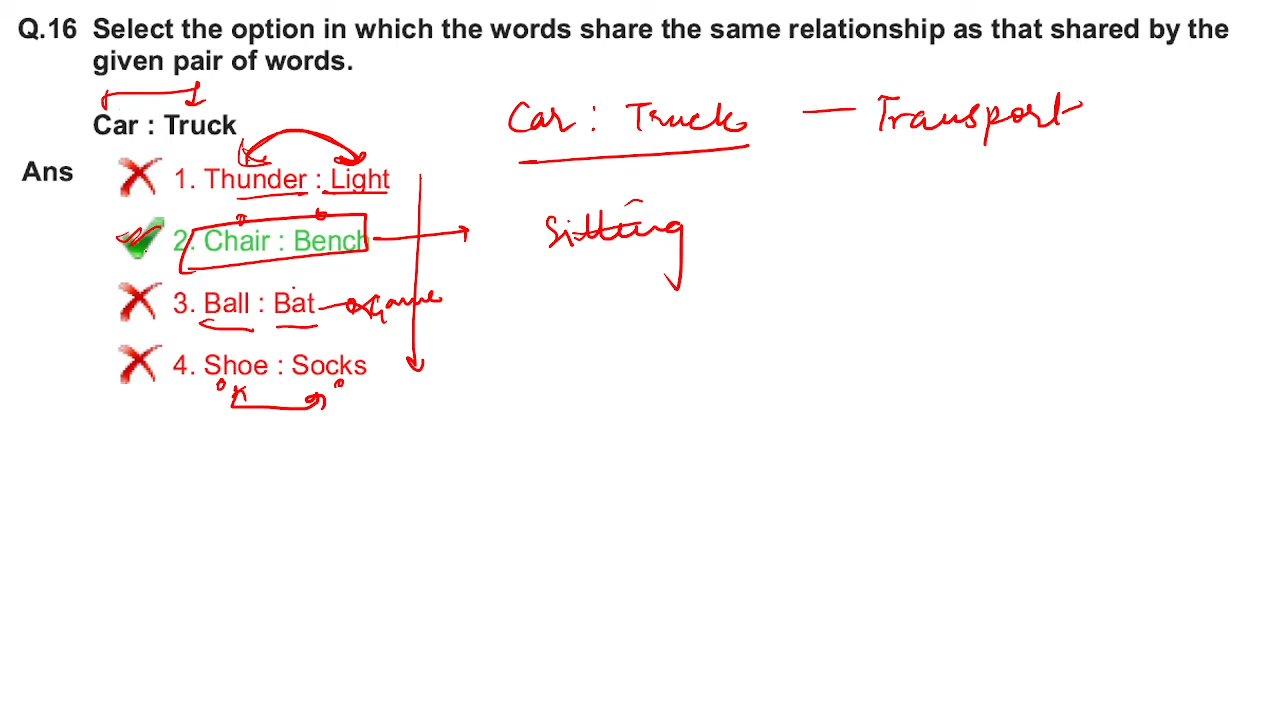 Q.16 Select the option in which the words share the same relationship as that shared by the
given pair of words.
Car : Truck
Car : Truck — Transport
Ans
1. Thunder : Light
2. Chair : Bench
Sitting
3. Ball : Bat
Game
4. Shoe : Socks